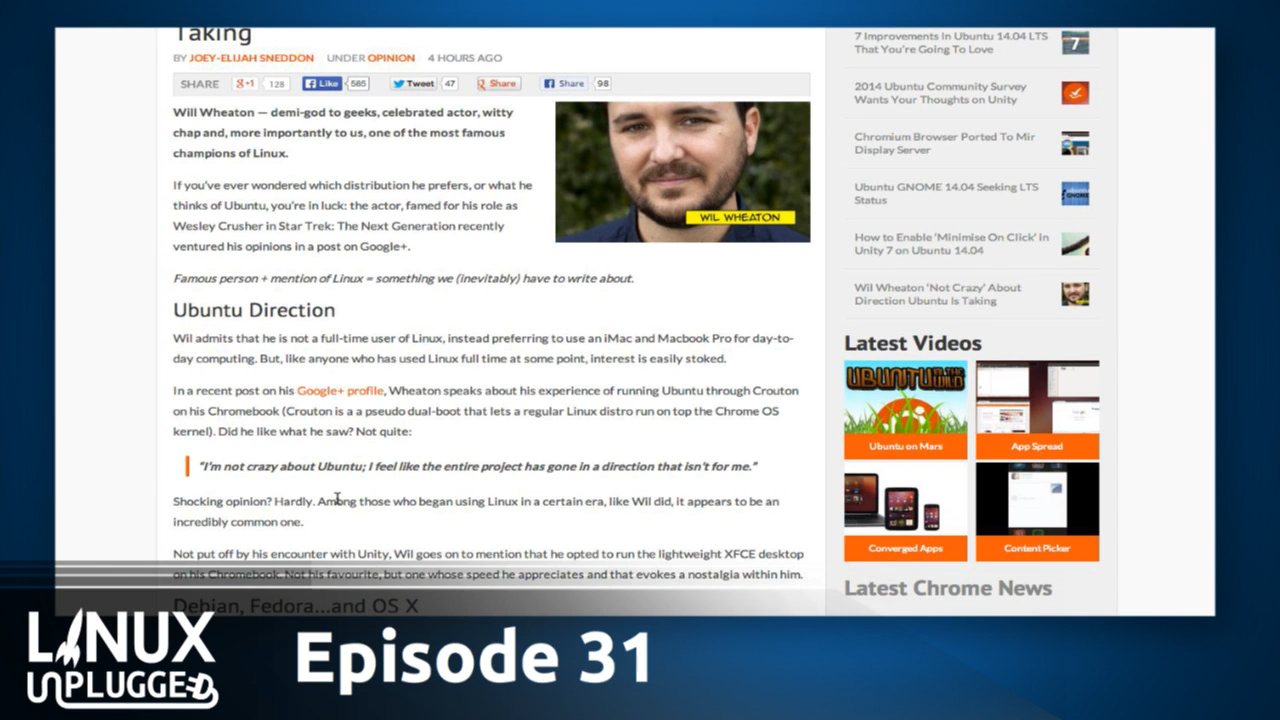 Taking
BY JOEY-ELIJAH SNEDDON UNDER OPINION 4 HOURS AGO
SHARE +1 128 Like 565 Tweet 47 Share Share 98
Will Wheaton — demi-god to geeks, celebrated actor, witty
chap and, more importantly to us, one of the most famous
champions of Linux.
WIL WHEATON
If you've ever wondered which distribution he prefers, or what he
thinks of Ubuntu, you're in luck: the actor, famed for his role as
Wesley Crusher in Star Trek: The Next Generation recently
ventured his opinions in a post on Google+.
Famous person + mention of Linux = something we (inevitably) have to write about.
Ubuntu Direction
Wil admits that he is not a full-time user of Linux, instead preferring to use an iMac and Macbook Pro for day-to-
day computing. But, like anyone who has used Linux full time at some point, interest is easily stoked.
In a recent post on his Google+ profile, Wheaton speaks about his experience of running Ubuntu through Crouton
on his Chromebook (Crouton is a a pseudo dual-boot that lets a regular Linux distro run on top the Chrome OS
kernel). Did he like what he saw? Not quite:
"I'm not crazy about Ubuntu; I feel like the entire project has gone in a direction that isn't for me."
Shocking opinion? Hardly. Among those who began using Linux in a certain era, like Wil did, it appears to be an
incredibly common one.
Not put off by his encounter with Unity, Wil goes on to mention that he opted to run the lightweight XFCE desktop
on his Chromebook. Not his favourite, but one whose speed he appreciates and that evokes a nostalgia within him.
Debian, Fedora...and OS X
7 Improvements In Ubuntu 14.04 LTS
That You're Going To Love
7
2014 Ubuntu Community Survey
Wants Your Thoughts on Unity
Chromium Browser Ported To Mir
Display Server
Ubuntu GNOME 14.04 Seeking LTS
Status
How to Enable 'Minimise On Click' in
Unity 7 on Ubuntu 14.04
Wil Wheaton 'Not Crazy' About
Direction Ubuntu Is Taking
Latest Videos
UBUNTU IN THE WILD
Ubuntu on Mars
App Spread
Converged Apps
Content Picker
Latest Chrome News
LINUX
UNPLUGGED
Episode 31